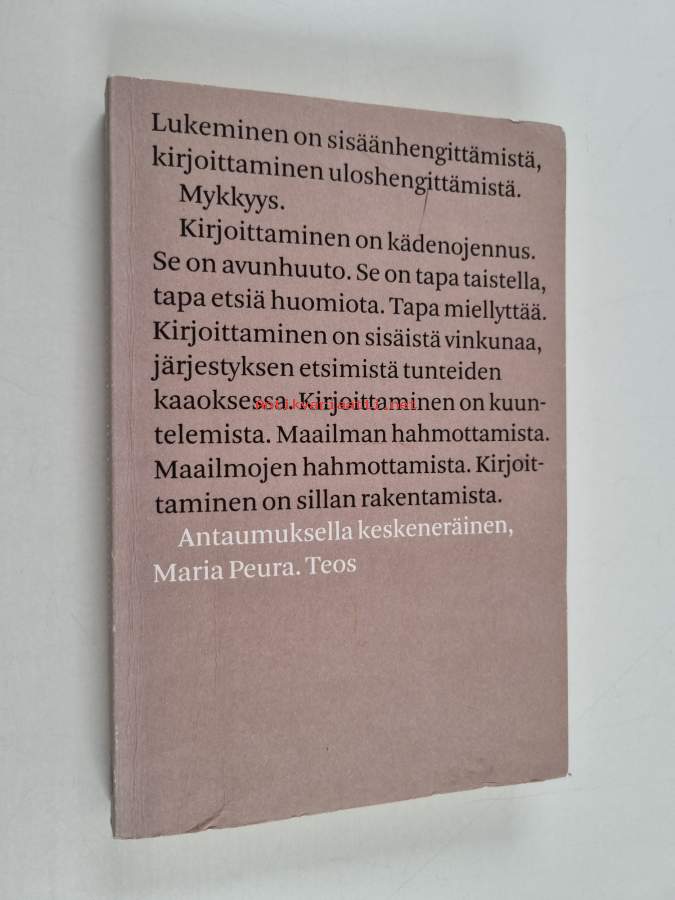 Lukeminen on sisäänhengittämistä,
kirjoittaminen uloshengittämistä.
Mykkyys.
Kirjoittaminen on kädenojennus.
Se on avunhuuto. Se on tapa taistella,
tapa etsiä huomiota. Tapa miellyttää.
Kirjoittaminen on sisäistä vinkunaa,
järjestyksen etsimistä tunteiden
kaaoksessa. Kirjoittaminen on kuun-
telemista. Maailman hahmottamista.
Maailmojen hahmottamista. Kirjoit-
taminen on sillan rakentamista.
Antaumuksella keskeneräinen,
Maria Peura. Teos
Antikvariaatti.net